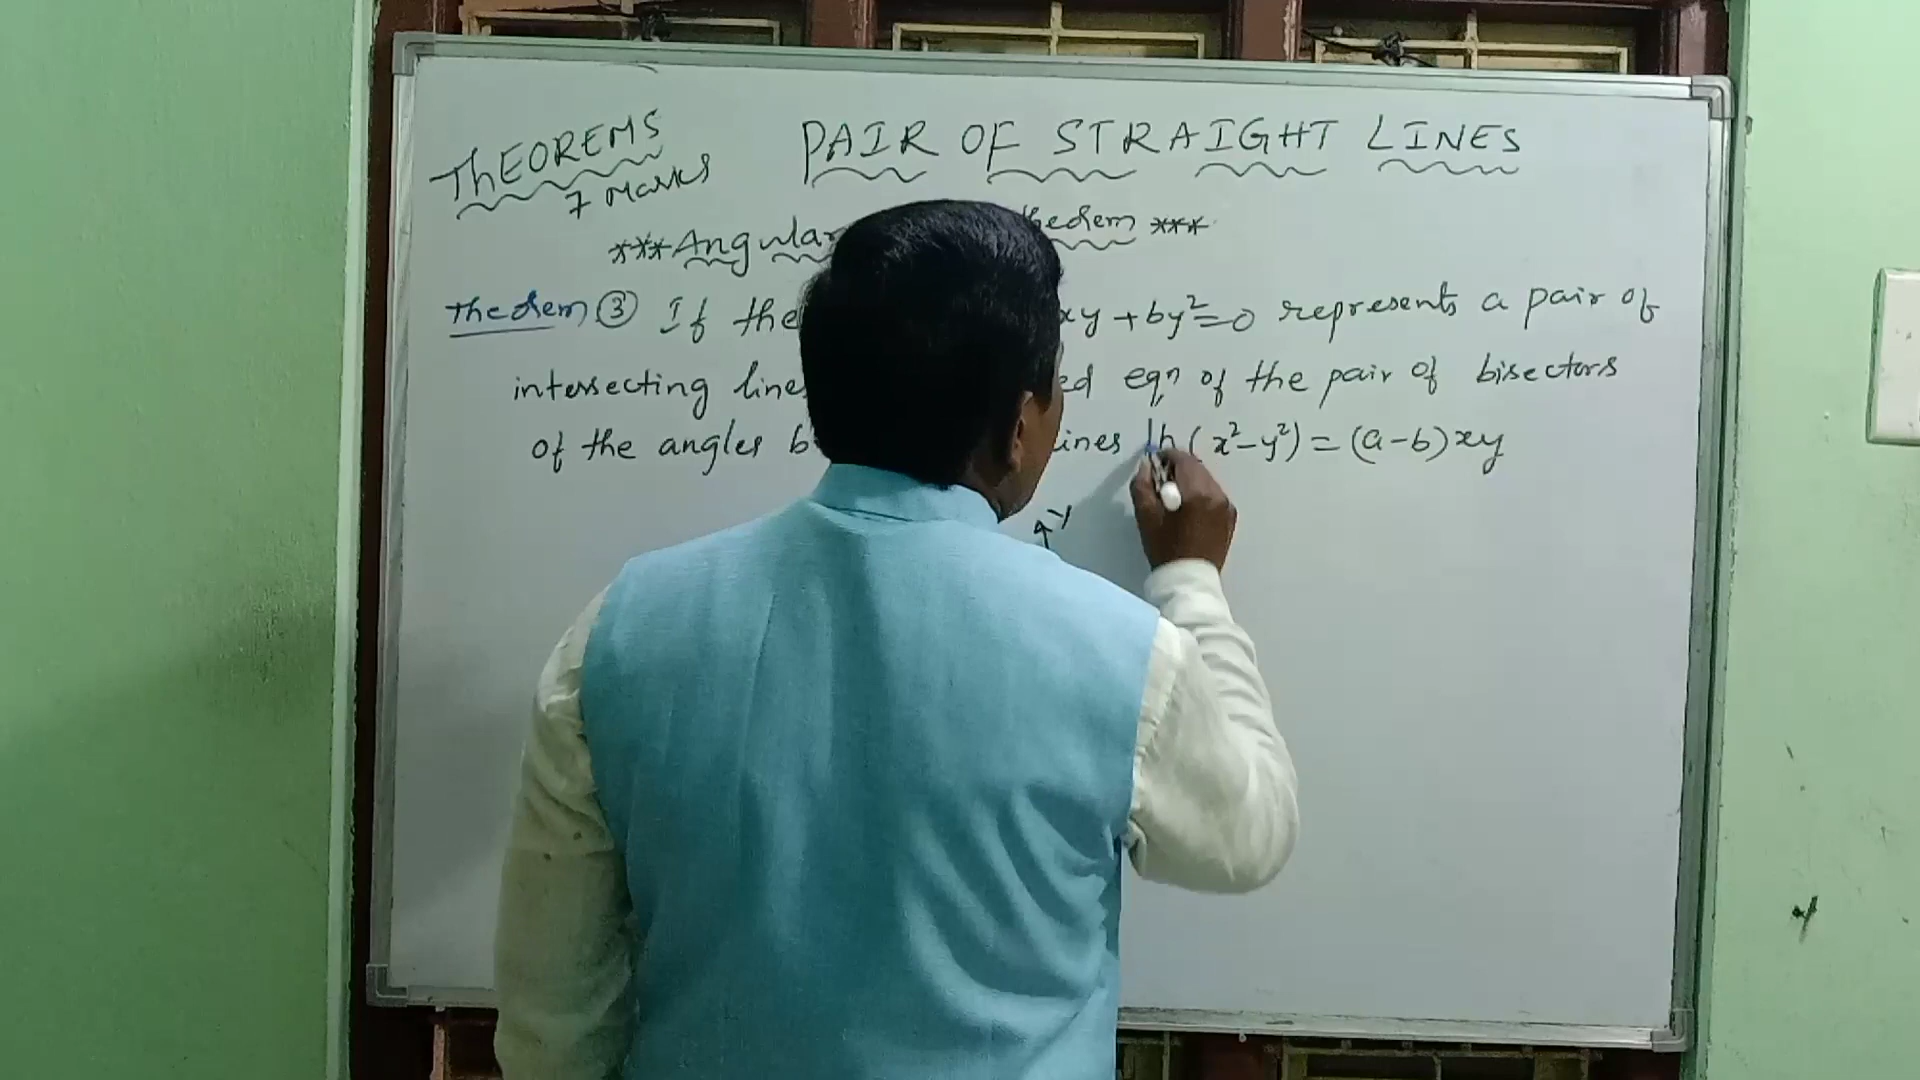 THEOREMS
7 Marks
PAIR OF STRAIGHT LINES
***Angular theorem ***
Theorem ③ If the xy + by²=0 represents a pair of
intersecting lines eqn of the pair of bisectors
of the angles lines h(x²-y²) = (a-b)xy
Y